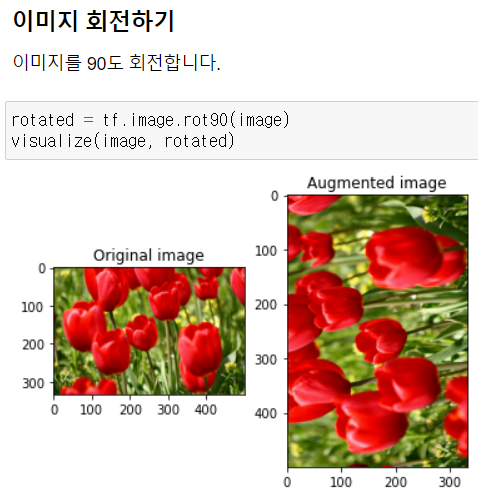 이미지 회전하기
이미지를 90도 회전합니다.
rotated = tf.image.rot90(image)
visualize(image, rotated)
Original image
0
100
200
300
0 100 200 300 400
Augmented image
0
100
200
300
400
0 100 200 300